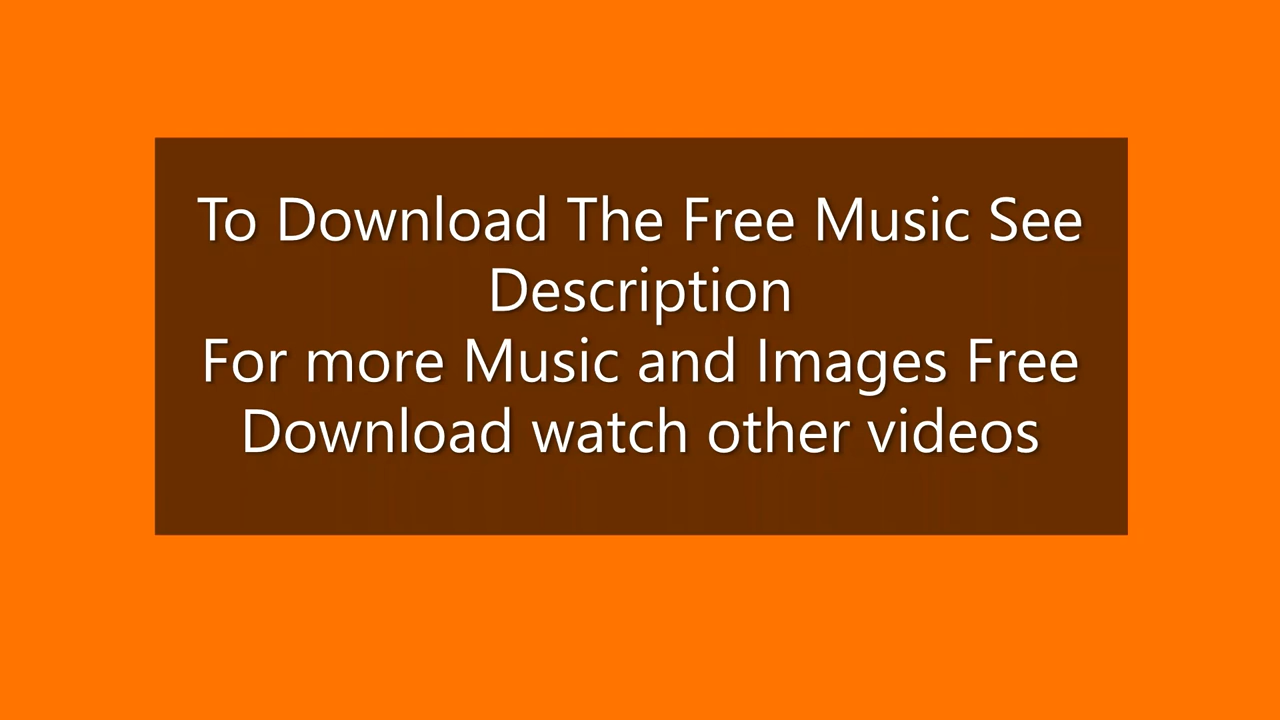 To Download The Free Music See
Description
For more Music and Images Free
Download watch other videos